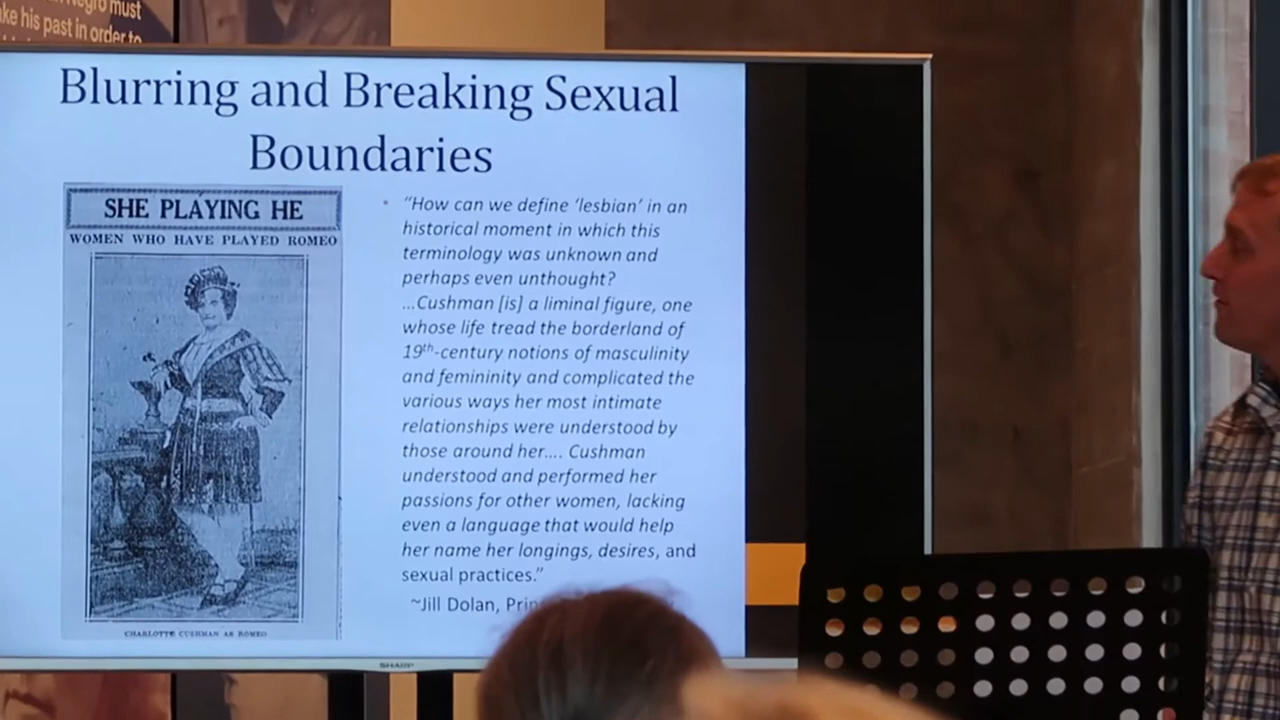 Negro must
ke his past in order to
Blurring and Breaking Sexual
Boundaries
SHE PLAYING HE
WOMEN WHO HAVE PLAYED ROMEO
CHARLOTTE CUSHMAN AS ROMEO
• "How can we define 'lesbian' in an
historical moment in which this
terminology was unknown and
perhaps even unthought?
...Cushman [is] a liminal figure, one
whose life tread the borderland of
19th-century notions of masculinity
and femininity and complicated the
various ways her most intimate
relationships were understood by
those around her.... Cushman
understood and performed her
passions for other women, lacking
even a language that would help
her name her longings, desires, and
sexual practices."
~Jill Dolan, Prin
SHARP